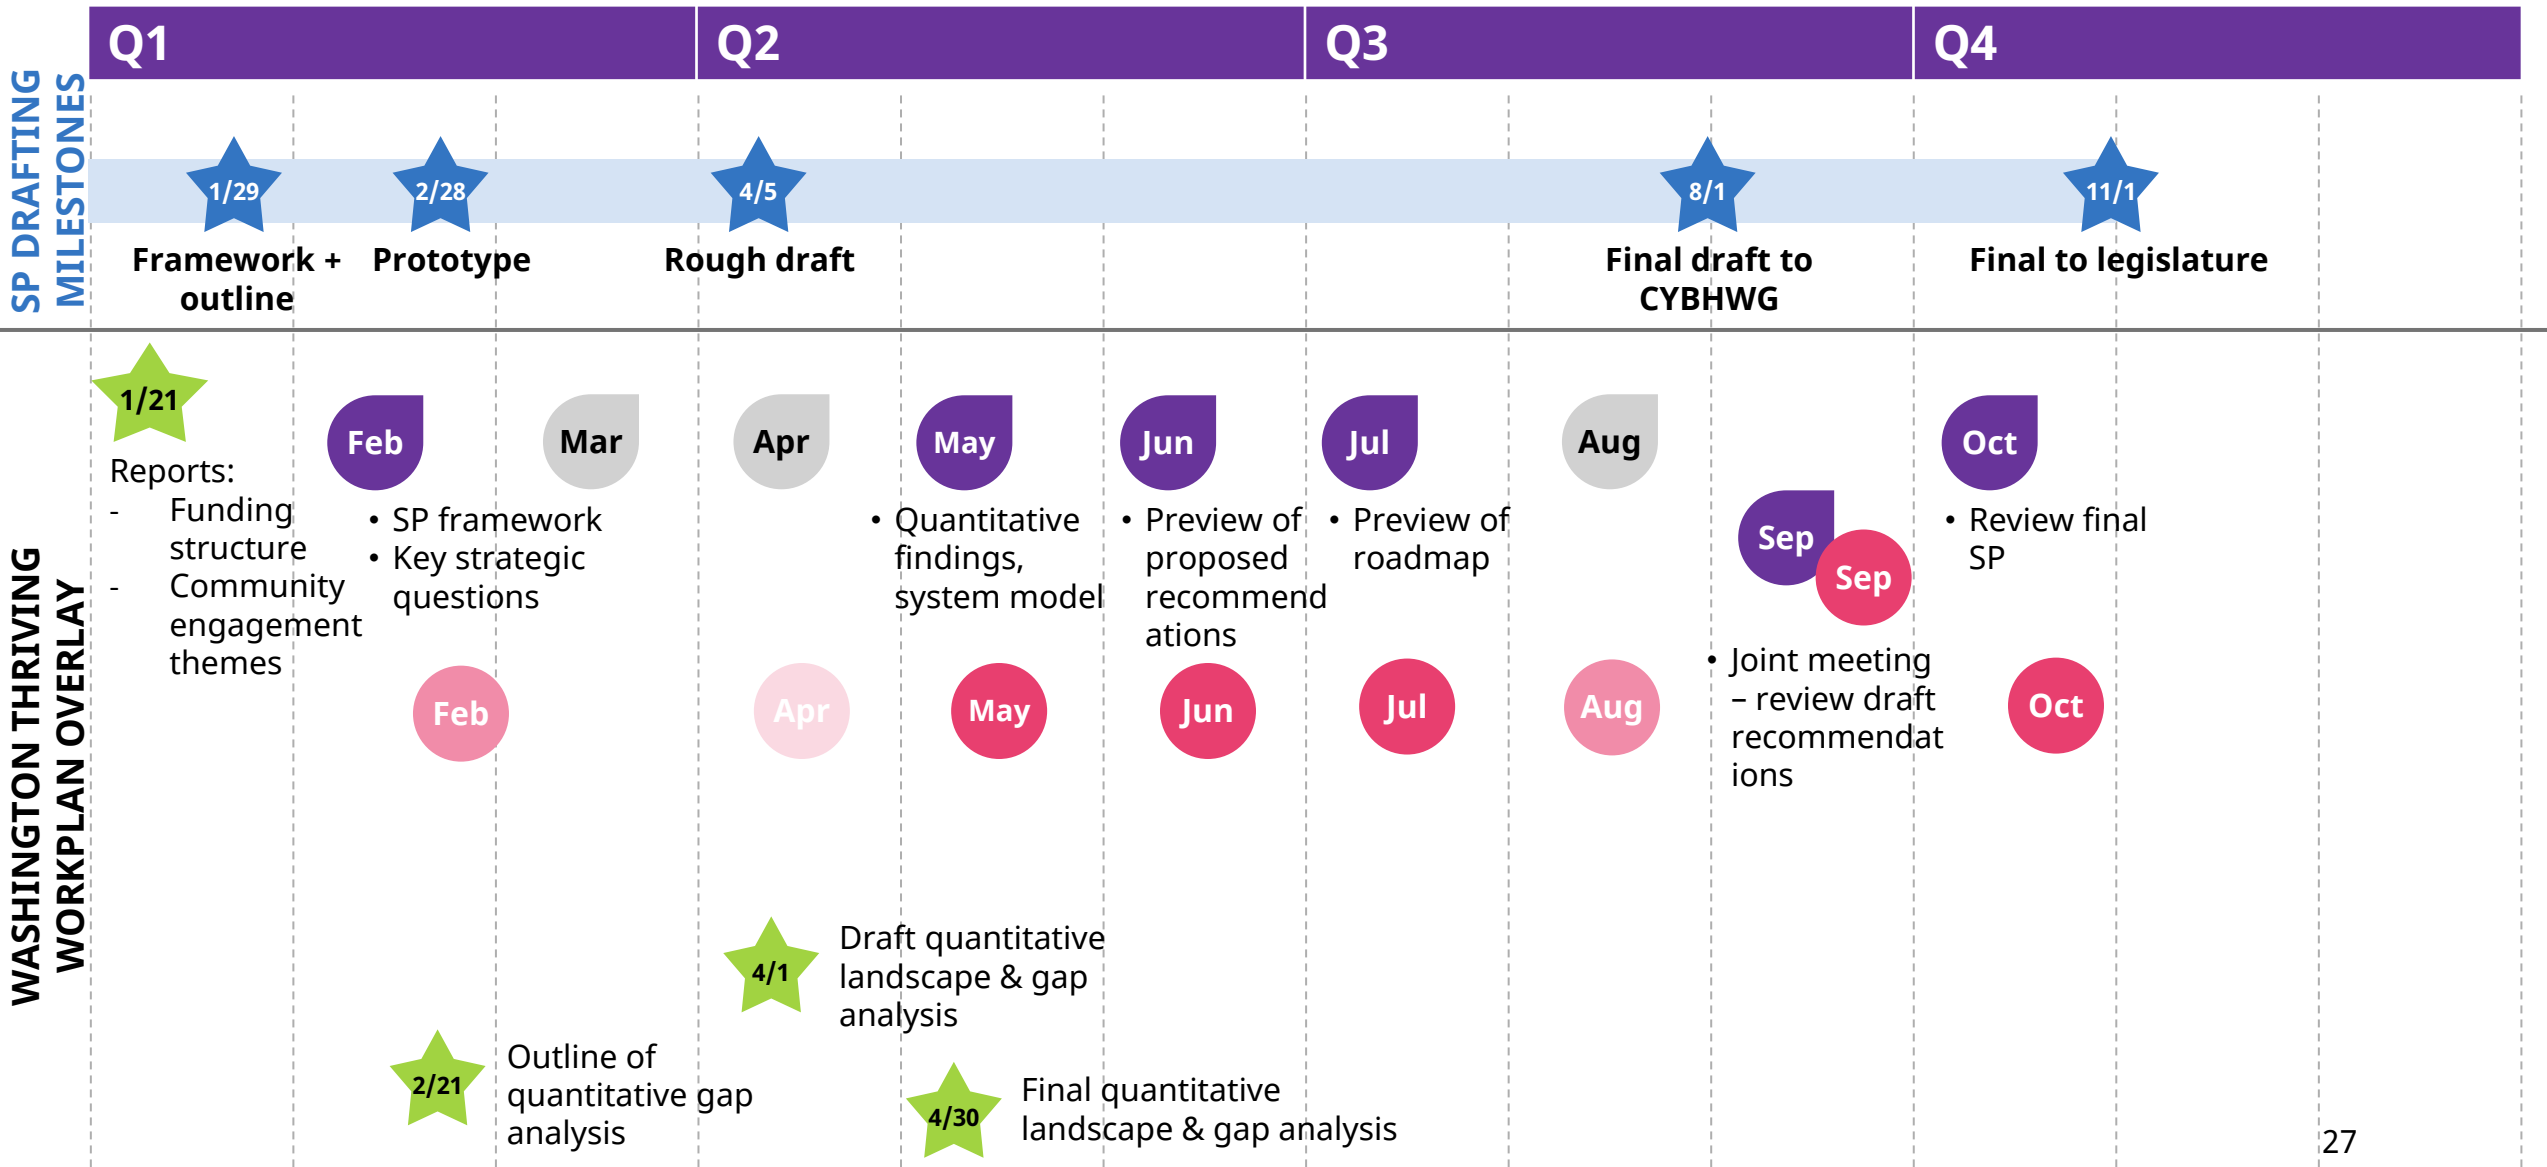 Q1
Q2
Q3
Q4
SP DRAFTING
MILESTONES
1/29
2/28
4/5
8/1
11/1
Framework +
outline
Prototype
Rough draft
Final draft to
CYBHWG
Final to legislature
WASHINGTON THRIVING
WORKPLAN OVERLAY
1/21
Reports:
- Funding
structure
- Community
engagement
themes
Feb
Mar
Apr
May
Jun
Jul
Aug
Sep
Sep
Oct
• SP framework
• Key strategic
questions
• Quantitative
findings,
system model
• Preview of
proposed
recommend
ations
• Preview of
roadmap
• Joint meeting
– review draft
recommendat
ions
• Review final
SP
Feb
Apr
May
Jun
Jul
Aug
Oct
4/1
Draft quantitative
landscape & gap
analysis
2/21
Outline of
quantitative gap
analysis
4/30
Final quantitative
landscape & gap analysis
27